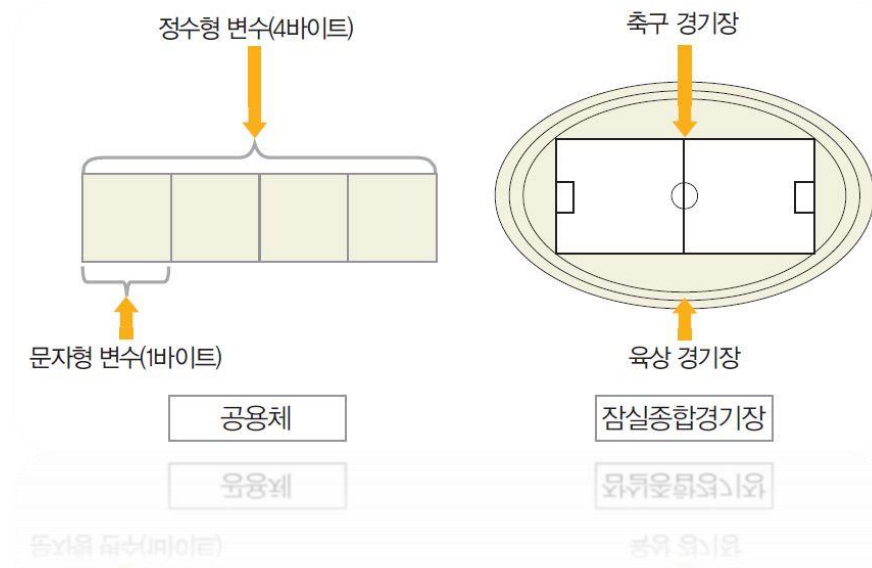 정수형 변수(4바이트)
문자형 변수(1바이트)
공용체
축구 경기장
육상 경기장
잠실종합경기장